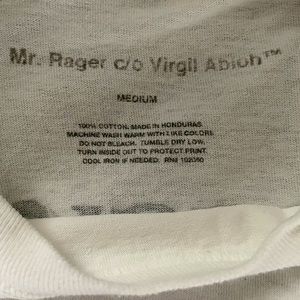 Mr. Rager c/o Virgil Abloh™
MEDIUM
100% COTTON. MADE IN HONDURAS.
MACHINE WASH WARM WITH LIKE COLORS.
DO NOT BLEACH. TUMBLE DRY LOW.
TURN INSIDE OUT TO PROTECT PRINT.
COOL IRON IF NEEDED. RN#